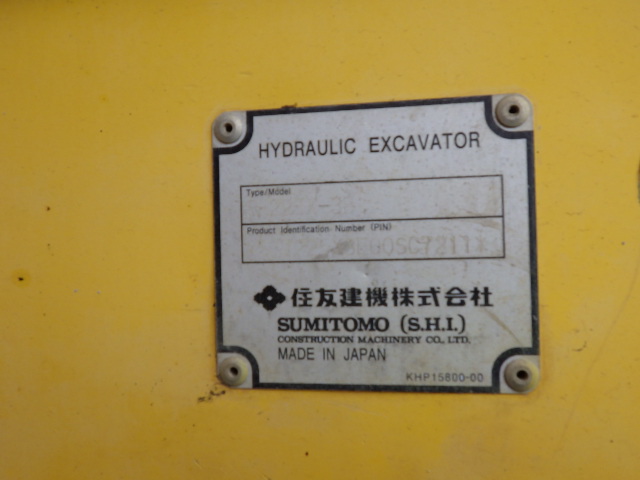 HYDRAULIC EXCAVATOR
Type/Model
Product Identification Number (PIN)
住友建機株式会社
SUMITOMO (S.H.I.)
CONSTRUCTION MACHINERY CO., LTD.
MADE IN JAPAN
KHP15800-00